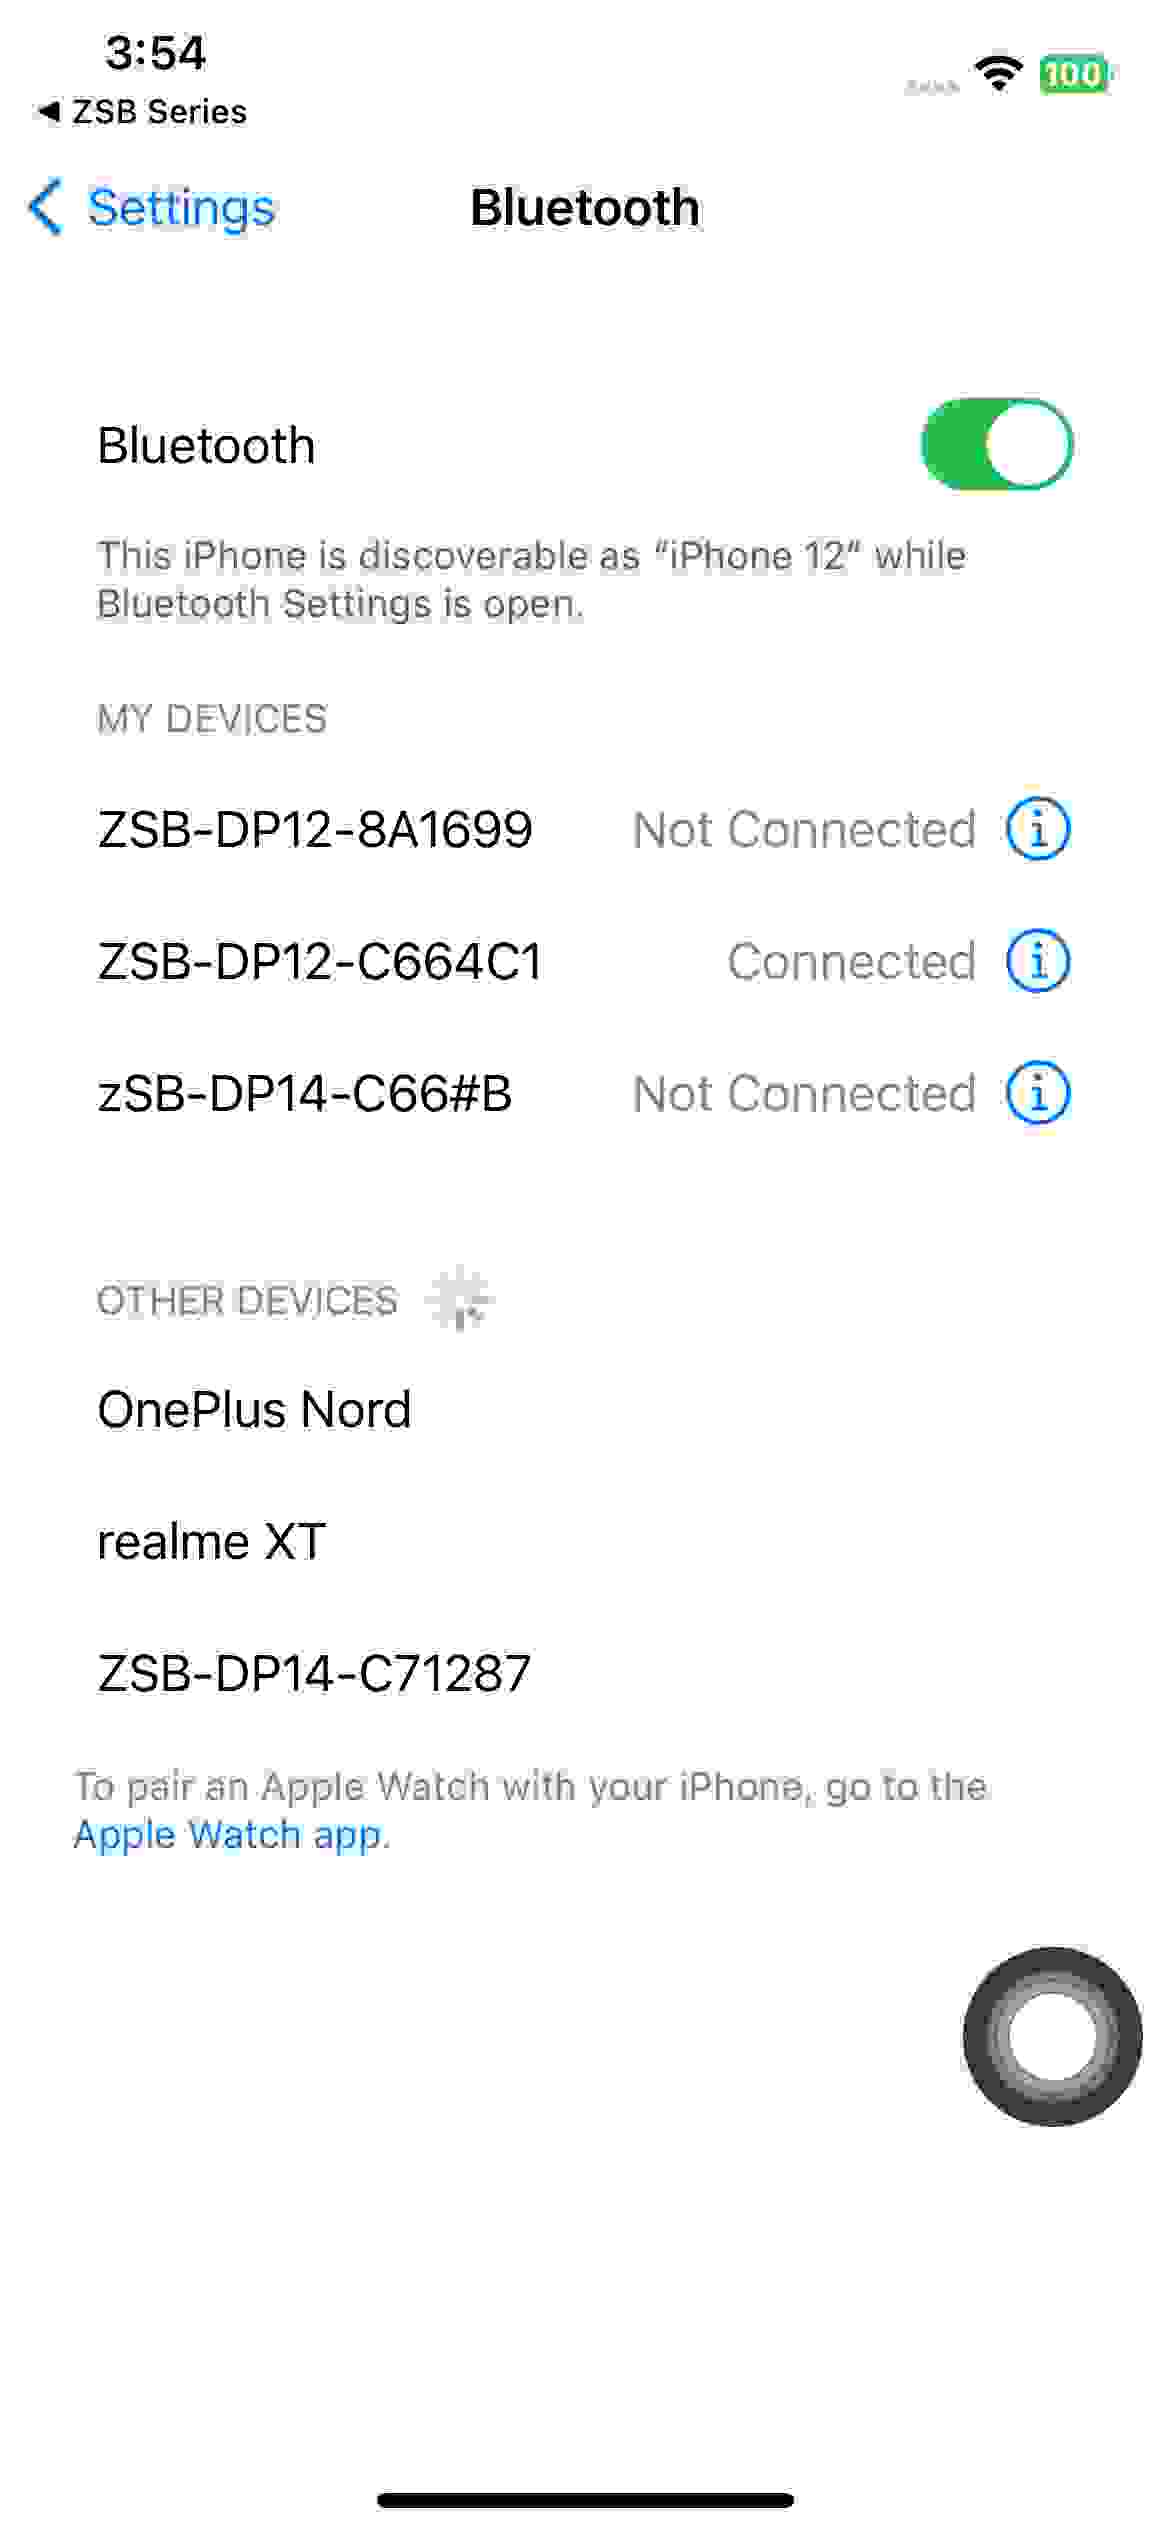 3:54
100
◀ ZSB Series
Settings
Bluetooth
Bluetooth
This iPhone is discoverable as “iPhone 12” while
Bluetooth Settings is open.
MY DEVICES
ZSB-DP12-8A1699 Not Connected
ZSB-DP12-C664C1 Connected
zSB-DP14-C66#B Not Connected
OTHER DEVICES
OnePlus Nord
realme XT
ZSB-DP14-C71287
To pair an Apple Watch with your iPhone, go to the
Apple Watch app.